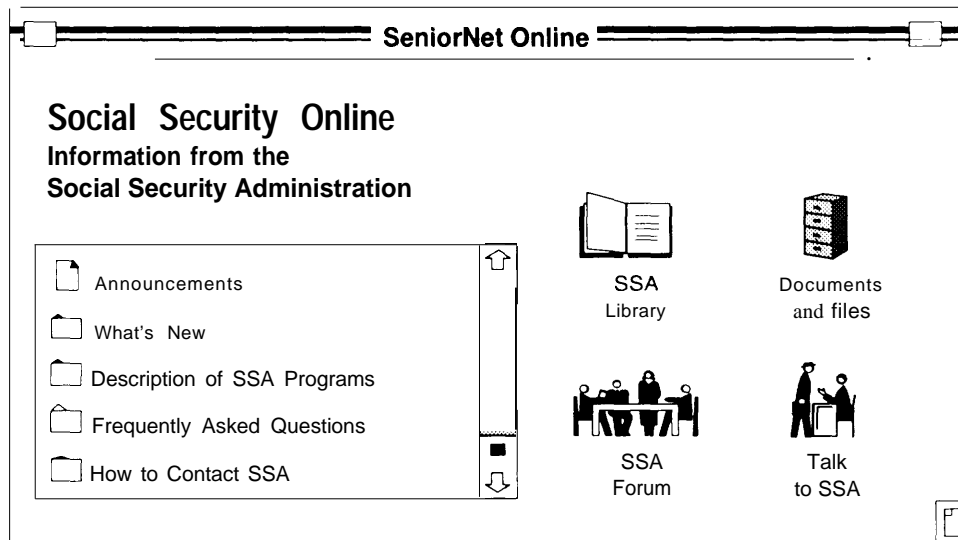 SeniorNet Online
Social Security Online
Information from the
Social Security Administration
Announcements
What's New
Description of SSA Programs
Frequently Asked Questions
How to Contact SSA
SSA
Library
Documents
and files
SSA
Forum
Talk
to SSA